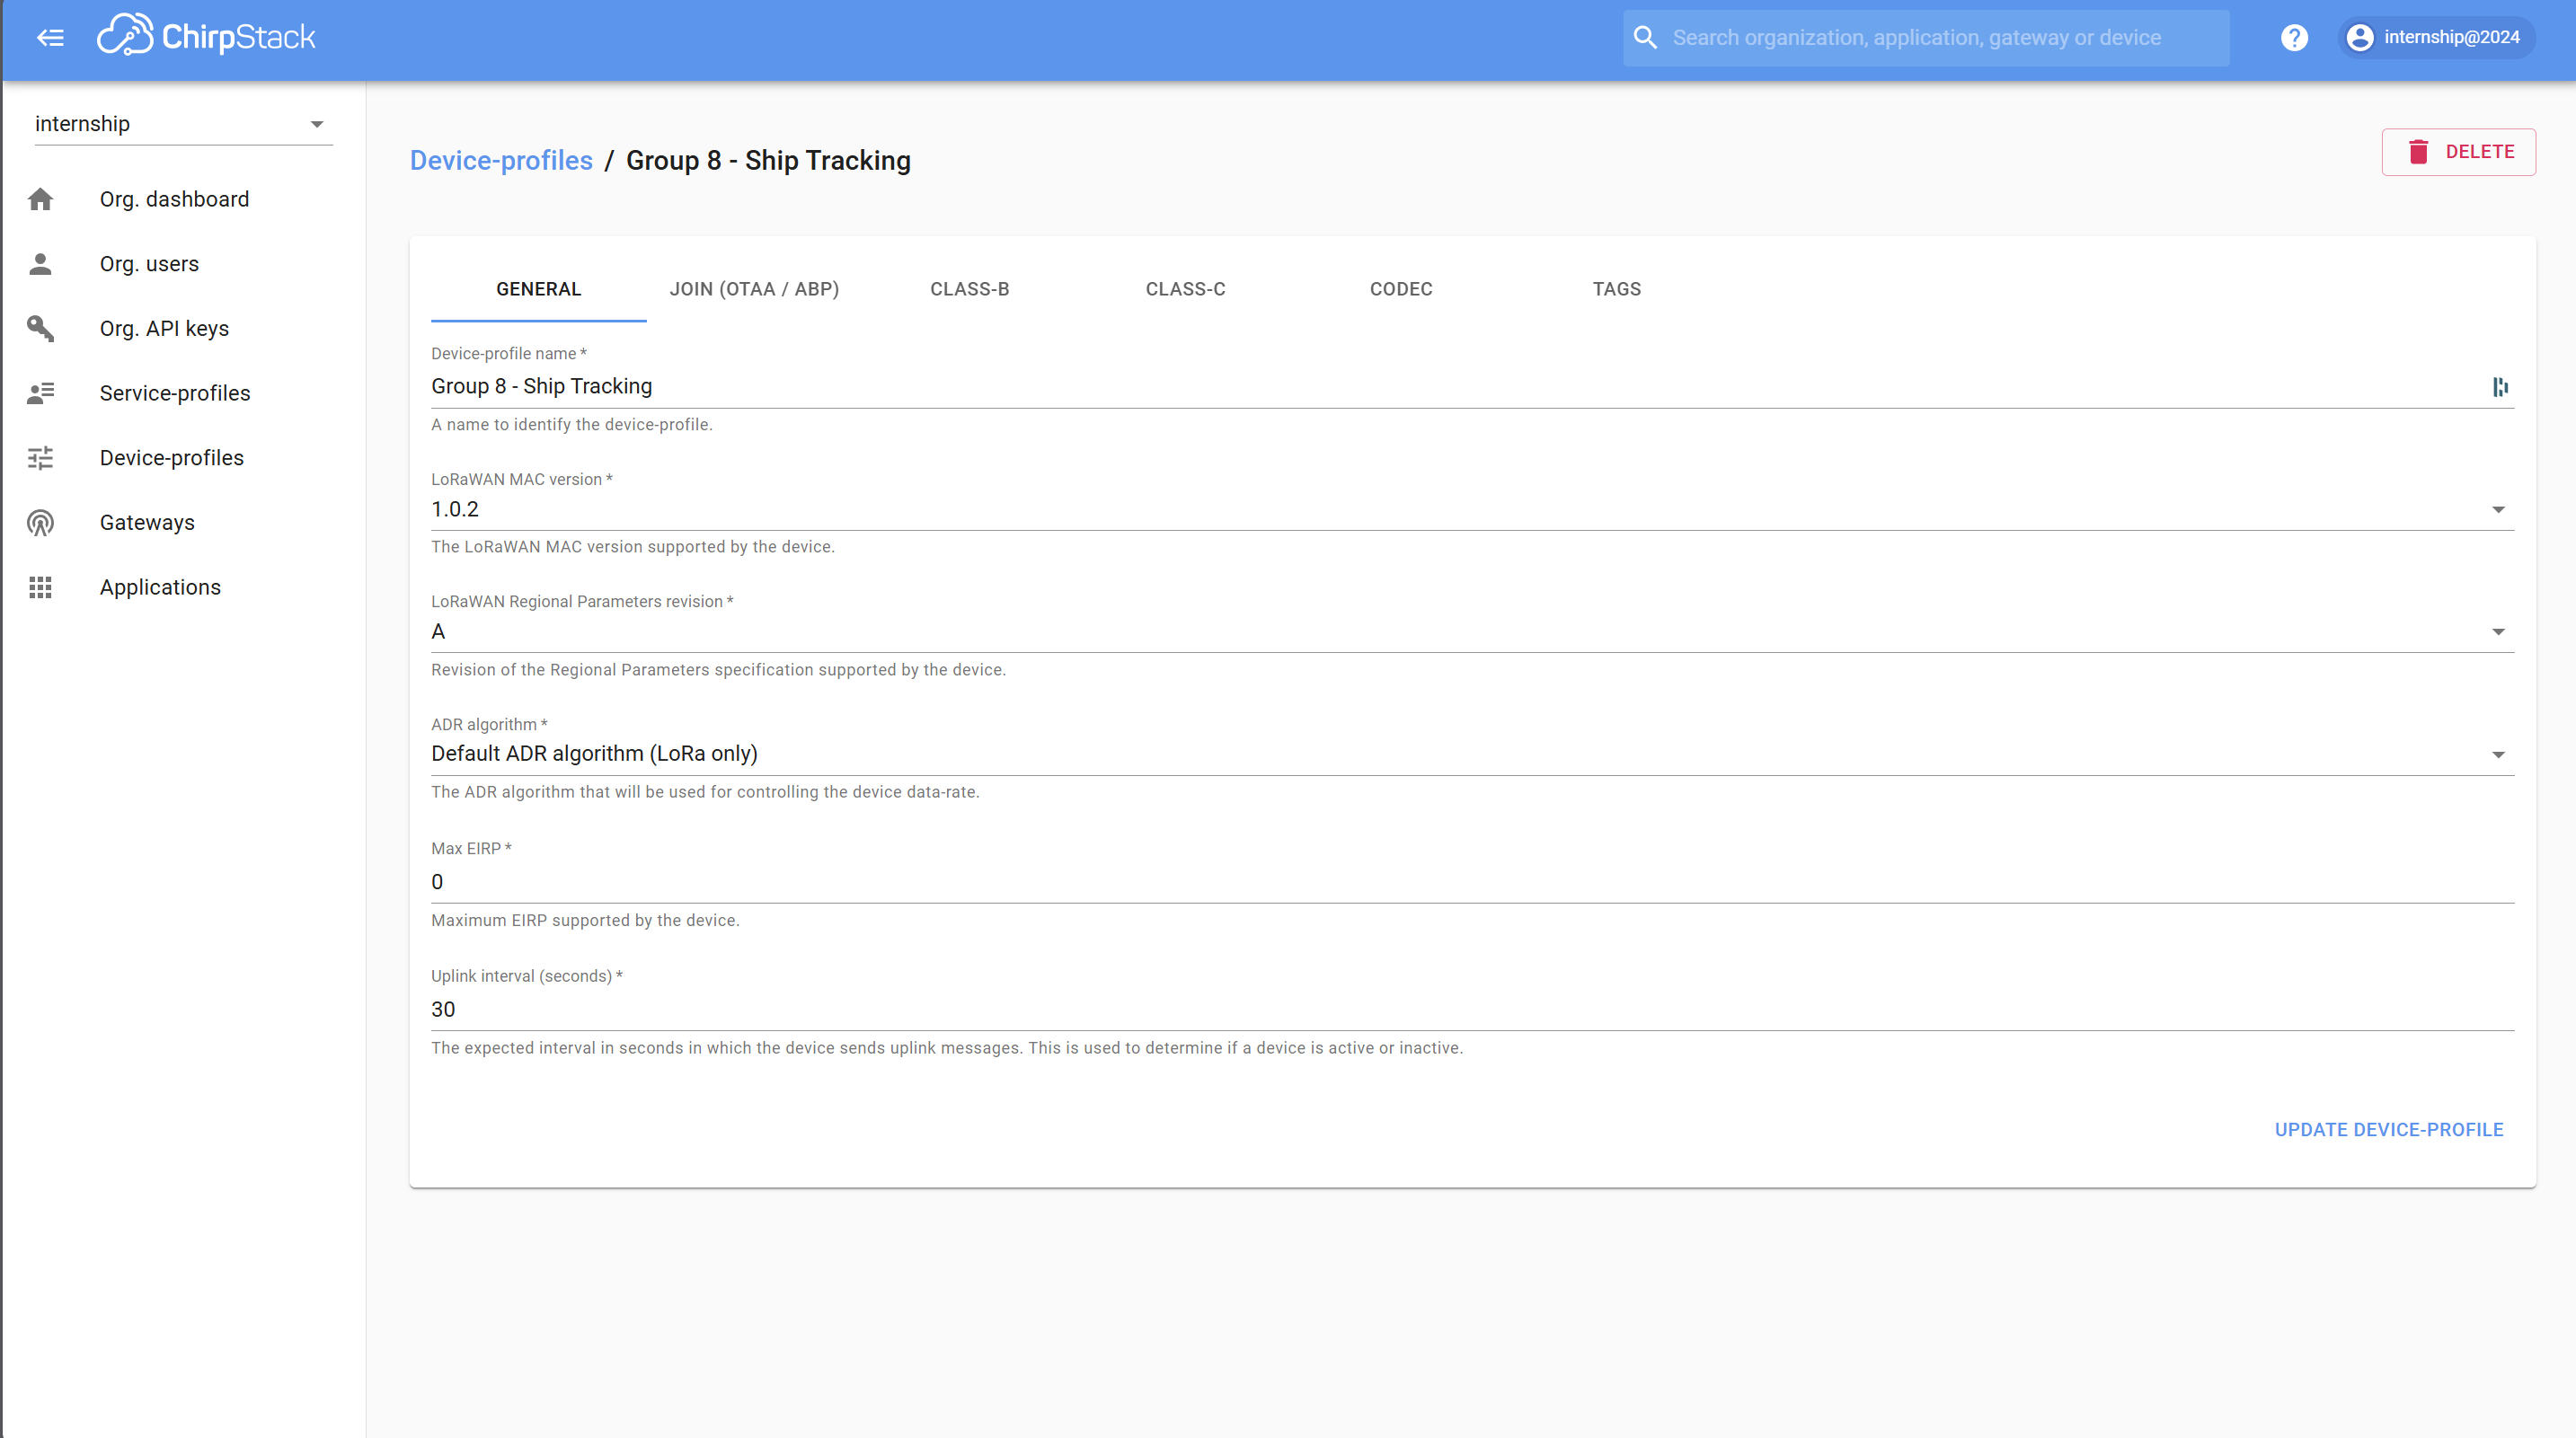 ChirpStack
Search organization, application, gateway or device
?
internship@2024
internship
Org. dashboard
Org. users
Org. API keys
Service-profiles
Device-profiles
Gateways
Applications
Device-profiles / Group 8 - Ship Tracking
DELETE
GENERAL JOIN (OTAA / ABP) CLASS-B CLASS-C CODEC TAGS
Device-profile name *
Group 8 - Ship Tracking
A name to identify the device-profile.
LoRaWAN MAC version *
1.0.2
The LoRaWAN MAC version supported by the device.
LoRaWAN Regional Parameters revision *
A
Revision of the Regional Parameters specification supported by the device.
ADR algorithm *
Default ADR algorithm (LoRa only)
The ADR algorithm that will be used for controlling the device data-rate.
Max EIRP *
0
Maximum EIRP supported by the device.
Uplink interval (seconds) *
30
The expected interval in seconds in which the device sends uplink messages. This is used to determine if a device is active or inactive.
UPDATE DEVICE-PROFILE